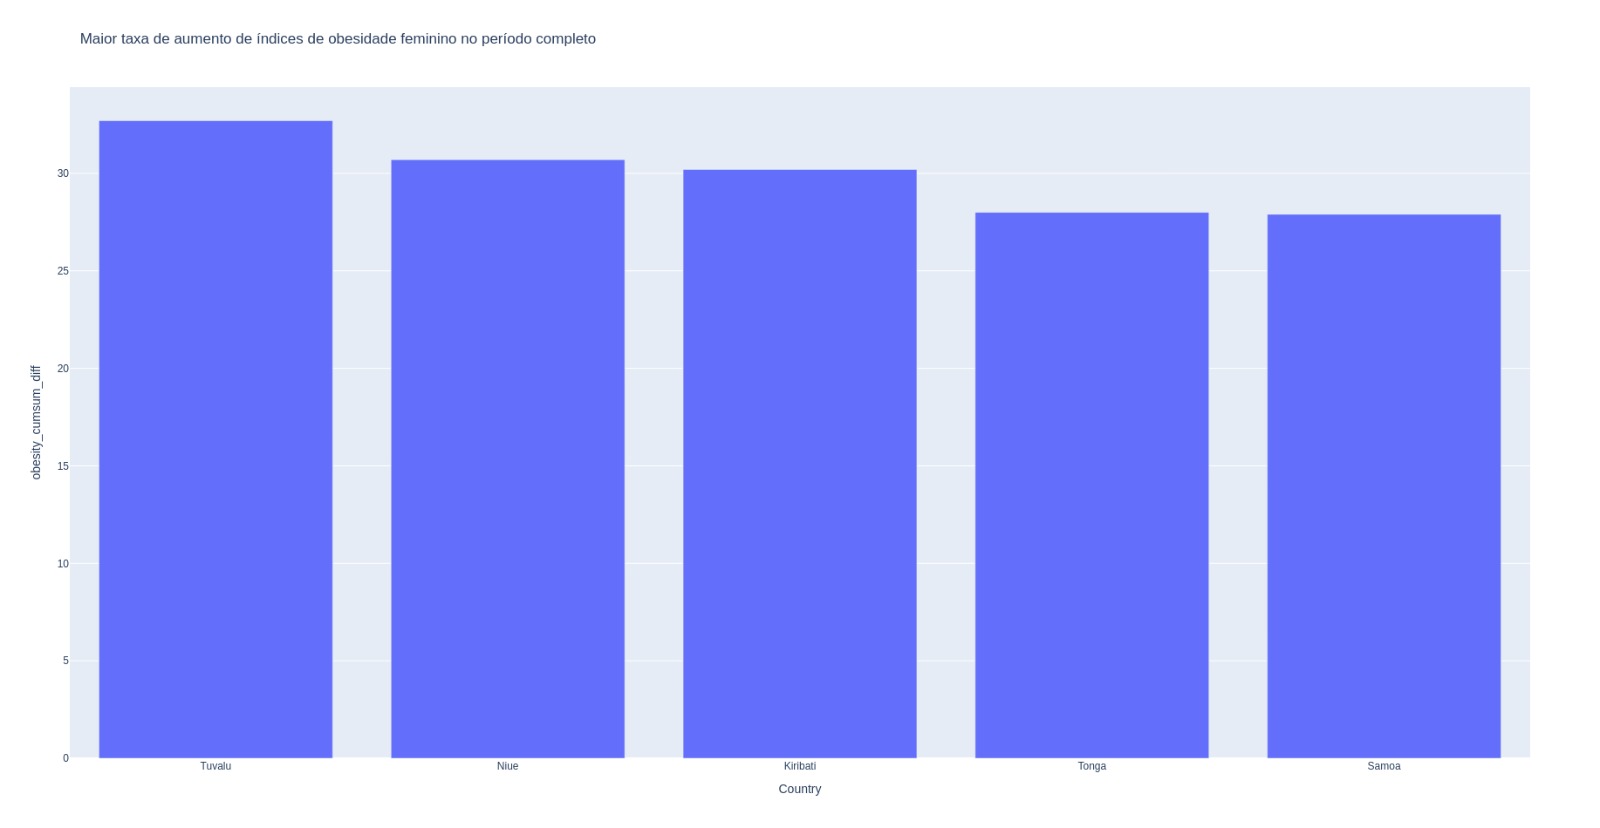 Maior taxa de aumento de índices de obesidade feminino no período completo
30
25
20
15
10
5
0
obesity_cumsum_diff
Tuvalu Niue Kiribati Tonga Samoa
Country